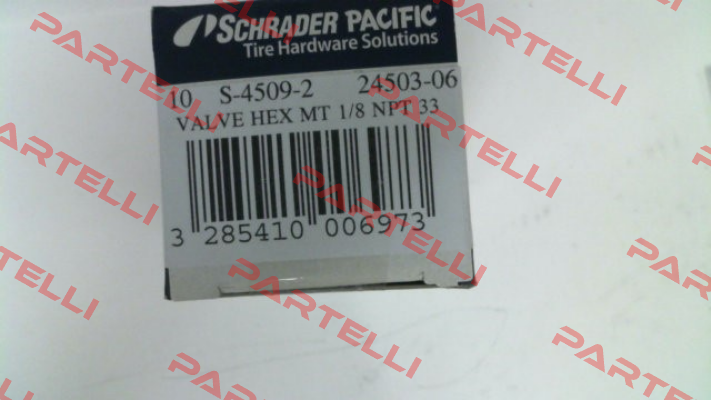 SCHRADER PACIFIC
Tire Hardware Solutions
10 S-4509-2 24503-06
VALVE HEX MT 1/8 NPT 33
3 285410 006973
PARTELLI
PARTELLI
PARTELLI
PARTELLI
PARTELLI
PARTELLI
PARTELLI
PARTELLI
PARTELLI
PARTELLI